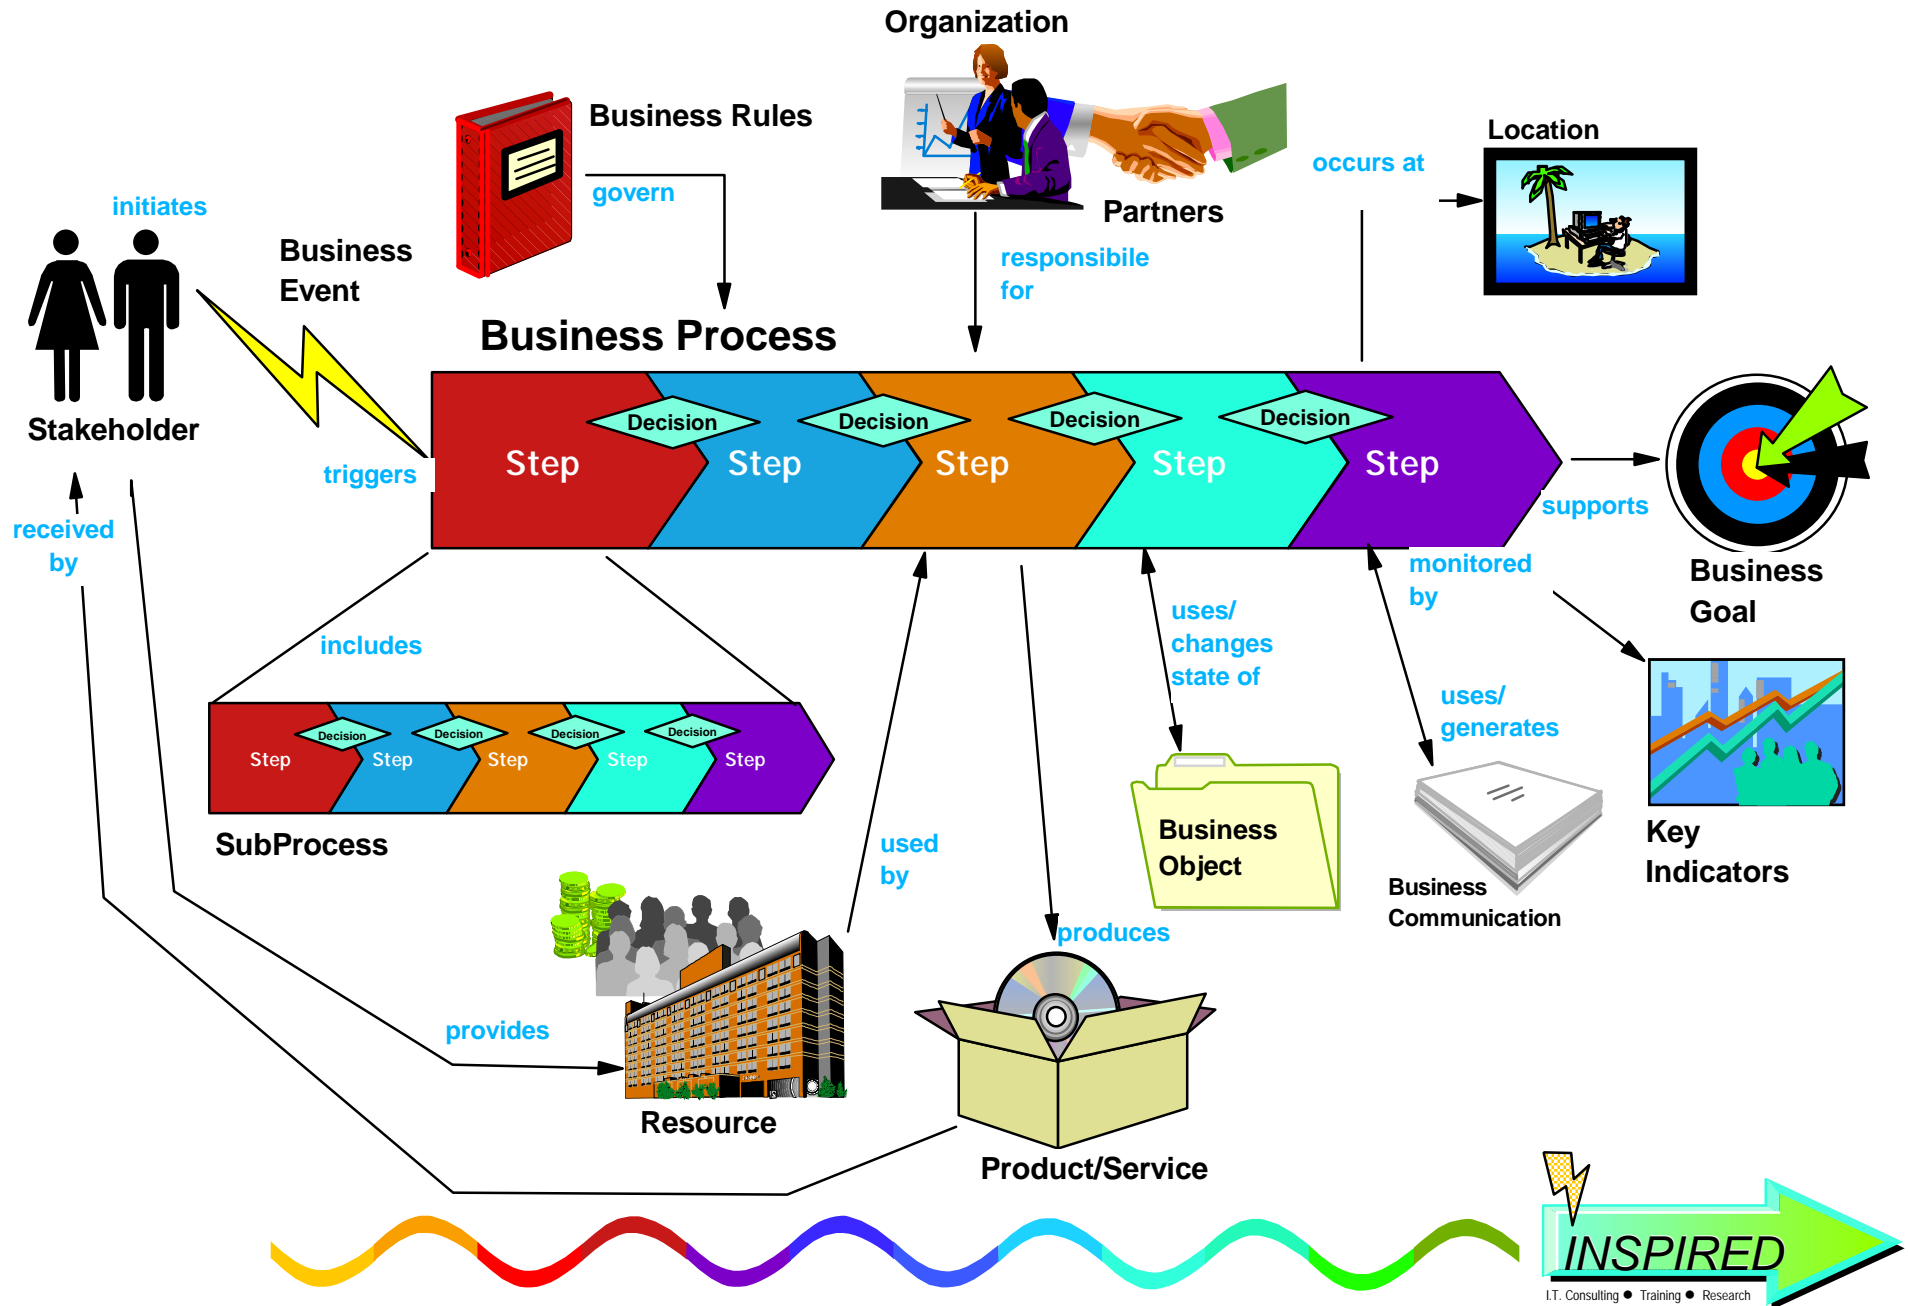 Organization
Business Rules
Location
occurs at
govern
initiates
Partners
Business
Event
responsibile
for
Business Process
Decision
Decision
Decision
Decision
Stakeholder
Step
Step
Step
Step
Step
triggers
supports
received
by
monitored
by
Business
Goal
includes
uses/
changes
state of
uses/
generates
Decision
Decision
Decision
Decision
Step
Step
Step
Step
Step
SubProcess
used
by
Business
Object
Key
Indicators
Business
Communication
produces
provides
Resource
Product/Service
INSPIRED
I.T. Consulting ● Training ● Research